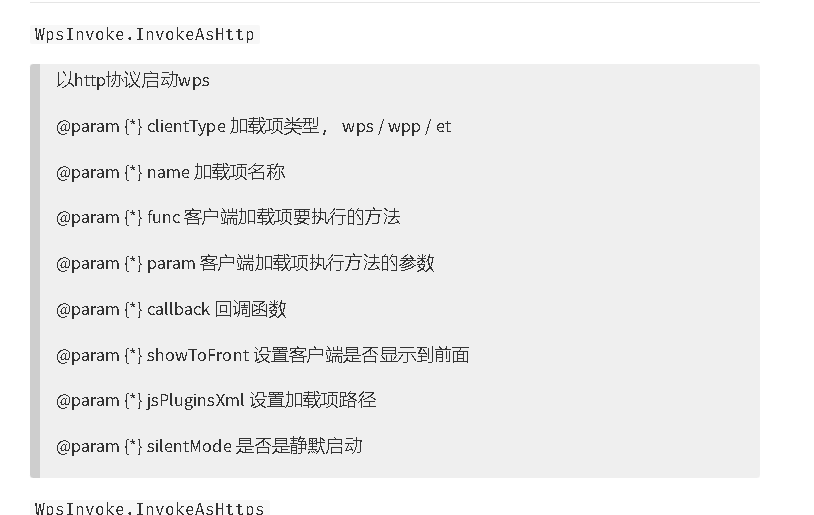 WpsInvoke.InvokeAsHttp
以http协议启动wps
@param {*} clientType 加载项类型， wps / wpp / et
@param {*} name 加载项名称
@param {*} func 客户端加载项要执行的方法
@param {*} param 客户端加载项执行方法的参数
@param {*} callback 回调函数
@param {*} showToFront 设置客户端是否显示到前面
@param {*} jsPluginsXml 设置加载项路径
@param {*} silentMode 是否是静默启动
WpsInvoke.InvokeAsHttps